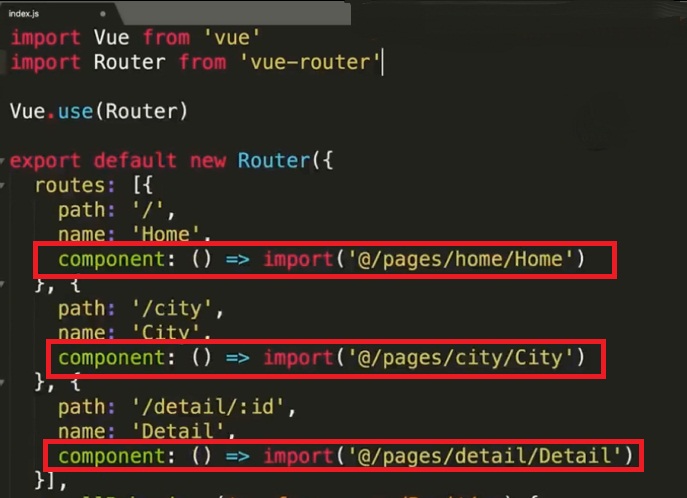 index.js
import Vue from 'vue'
import Router from 'vue-router'
Vue.use(Router)
export default new Router({
routes: [{
path: '/',
name: 'Home',
component: () => import('@/pages/home/Home')
}, {
path: '/city',
name: 'City',
component: () => import('@/pages/city/City')
}, {
path: '/detail/:id',
name: 'Detail',
component: () => import('@/pages/detail/Detail')
}],